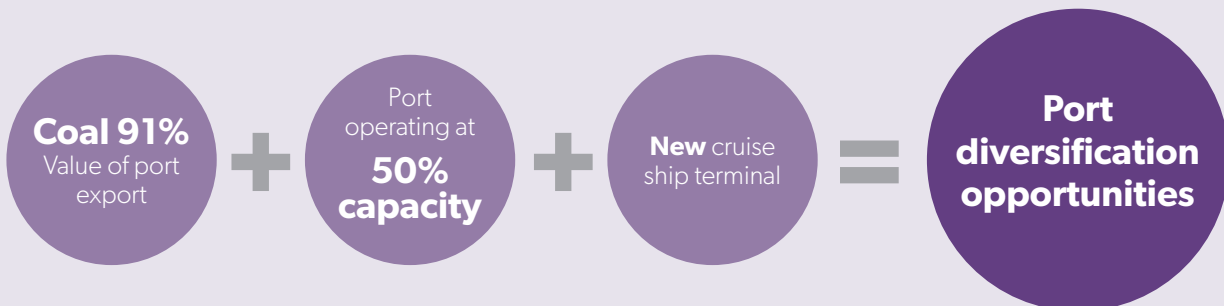 Coal 91%
Value of port
export
Port
operating at
50%
capacity
New cruise
ship terminal
Port
diversification
opportunities